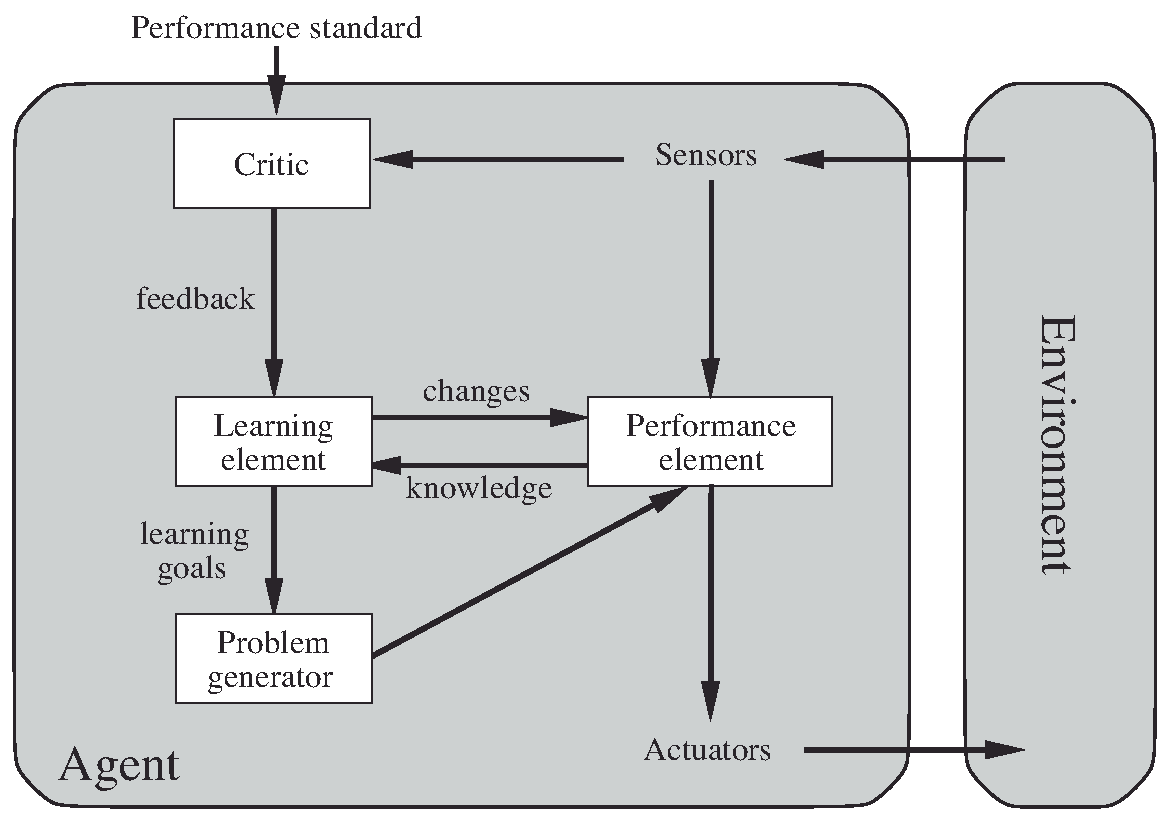 Performance standard
Critic
Sensors
feedback
changes
Learning
element
Performance
element
knowledge
learning
goals
Problem
generator
Agent
Actuators
Environment